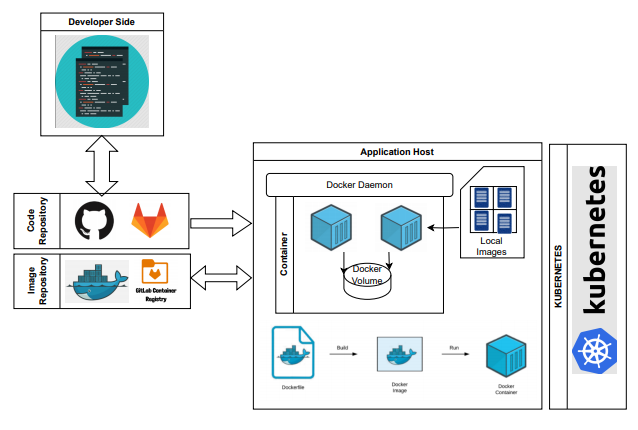 Developer Side
Code
Repository
Image
Repository
GitLab Container
Registry
Application Host
Docker Daemon
Container
Docker
Volume
Local
Images
Dockerfile
Build
Docker
Image
Run
Docker
Container
KUBERNETES
kubernetes